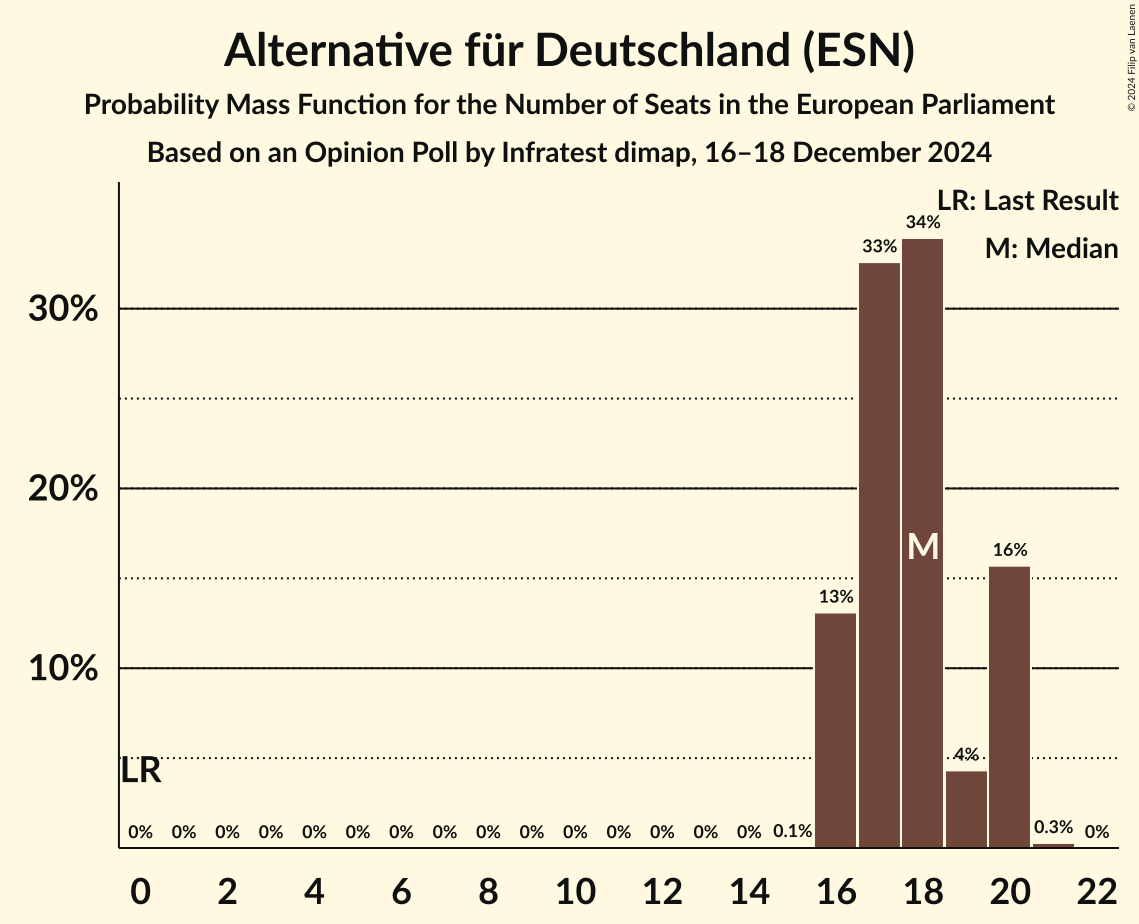 Alternative für Deutschland (ESN)
Probability Mass Function for the Number of Seats in the European Parliament
Based on an Opinion Poll by Infratest dimap, 16–18 December 2024
© 2024 Filip van Laenen
LR: Last Result
M: Median
34%
33%
30%
20%
M
16%
13%
10%
4%
LR
0% 0% 0% 0% 0% 0% 0% 0% 0% 0% 0% 0% 0% 0% 0% 0.1% 0.3% 0%
0 2 4 6 8 10 12 14 16 18 20 22